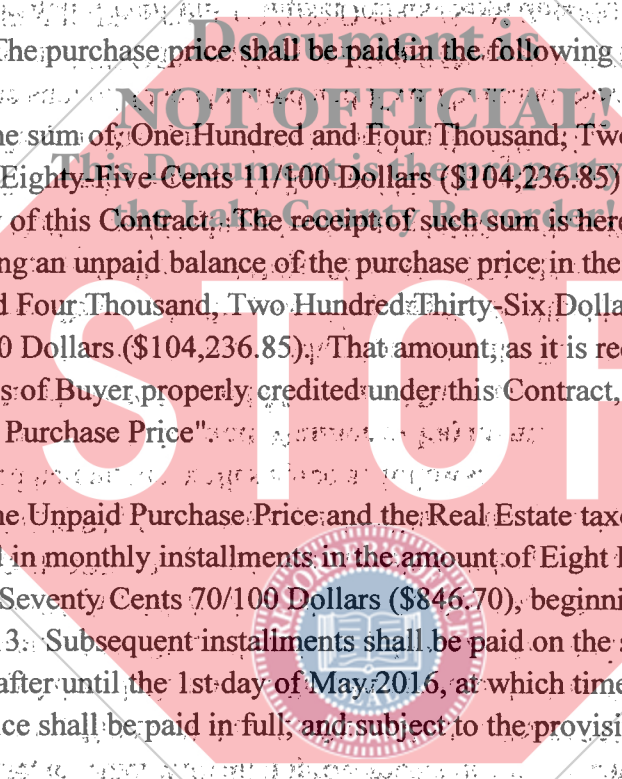 Document is
The purchase price shall be paid in the following
NOT OFFICIAL!
he sum of, One Hundred and Four Thousand, Two
This Document is the property
Eighty-Five Cents 11/100 Dollars ($104,236.85)
the Lake County Recorder!
of this Contract. The receipt of such sum is here
ng an unpaid balance of the purchase price in the
d Four Thousand, Two Hundred Thirty-Six Dolla
0 Dollars ($104,236.85). That amount, as it is re
s of Buyer properly credited under this Contract,
Purchase Price"
STOP
he Unpaid Purchase Price and the Real Estate taxe
in monthly installments in the amount of Eight
Seventy Cents 70/100 Dollars ($846.70), beginni
3. Subsequent installments shall be paid on the s
after until the 1st day of May 2016, at which time
ce shall be paid in full, and subject to the provisi
SEAL